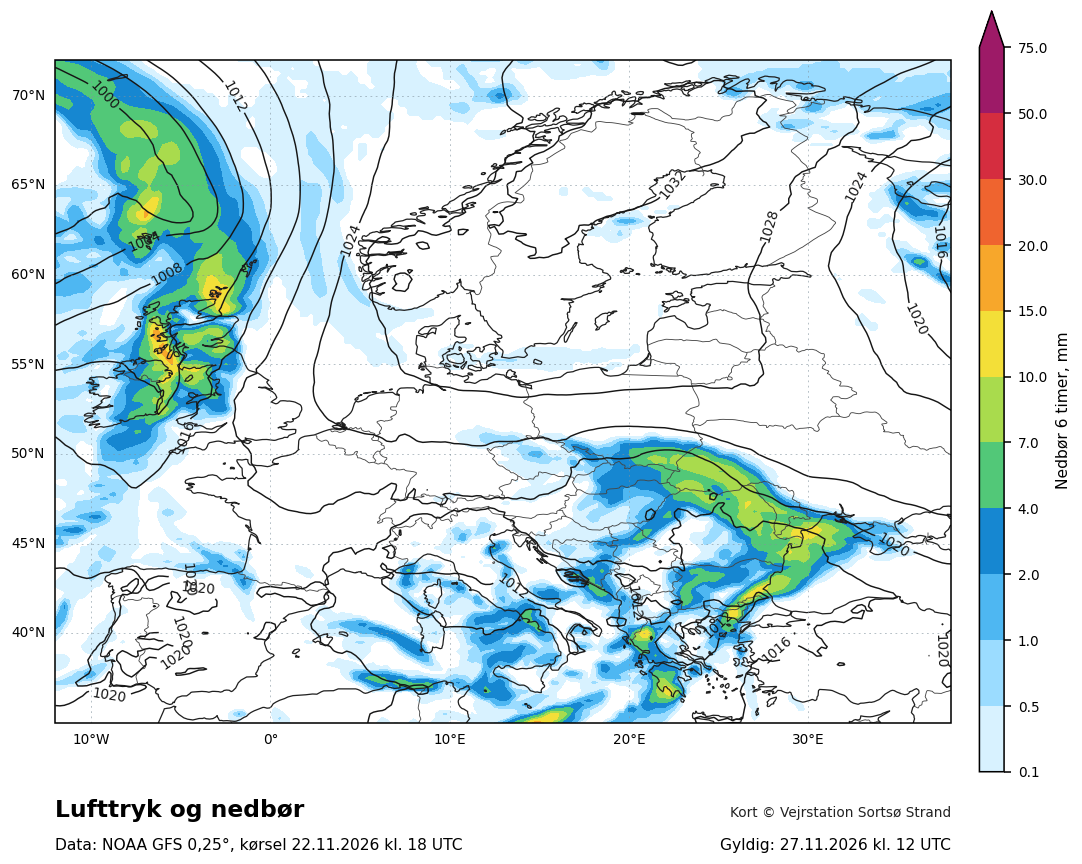 75.0
50.0
30.0
20.0
15.0
10.0
7.0
4.0
2.0
1.0
0.5
0.1
Nedbør 6 timer, mm
70°N
65°N
60°N
55°N
50°N
45°N
40°N
10°W
0°
10°E
20°E
30°E
1000
1012
1024
1032
1028
1024
1016
1020
1004
1008
1016
1020
1020
1020
1020
1020
1012
1016
1020
1020
Lufttryk og nedbør
Kort © Vejrstation Sortsø Strand
Data: NOAA GFS 0,25°, kørsel 22.11.2026 kl. 18 UTC
Gyldig: 27.11.2026 kl. 12 UTC